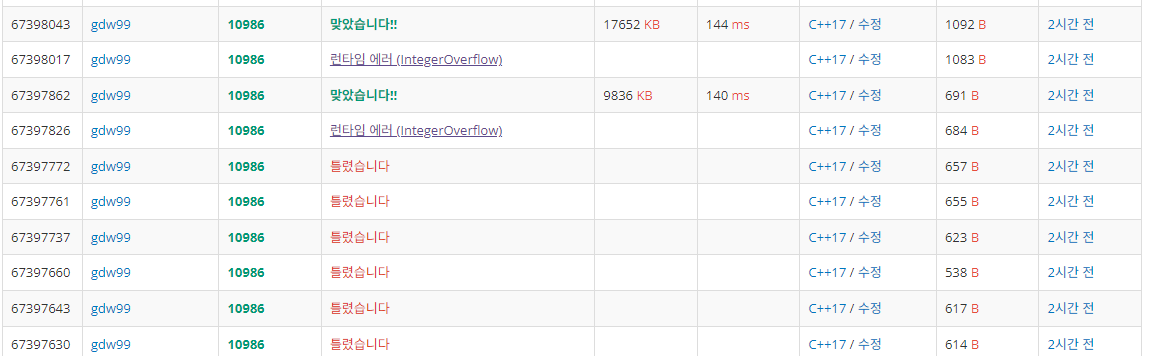 67398043 gdw99 10986 맞았습니다!! 17652 KB 144 ms C++17 / 수정 1092 B 2시간 전
67398017 gdw99 10986 런타임 에러 (IntegerOverflow) C++17 / 수정 1083 B 2시간 전
67397862 gdw99 10986 맞았습니다!! 9836 KB 140 ms C++17 / 수정 691 B 2시간 전
67397826 gdw99 10986 런타임 에러 (IntegerOverflow) C++17 / 수정 684 B 2시간 전
67397772 gdw99 10986 틀렸습니다 C++17 / 수정 657 B 2시간 전
67397761 gdw99 10986 틀렸습니다 C++17 / 수정 655 B 2시간 전
67397737 gdw99 10986 틀렸습니다 C++17 / 수정 623 B 2시간 전
67397660 gdw99 10986 틀렸습니다 C++17 / 수정 538 B 2시간 전
67397643 gdw99 10986 틀렸습니다 C++17 / 수정 617 B 2시간 전
67397630 gdw99 10986 틀렸습니다 C++17 / 수정 614 B 2시간 전